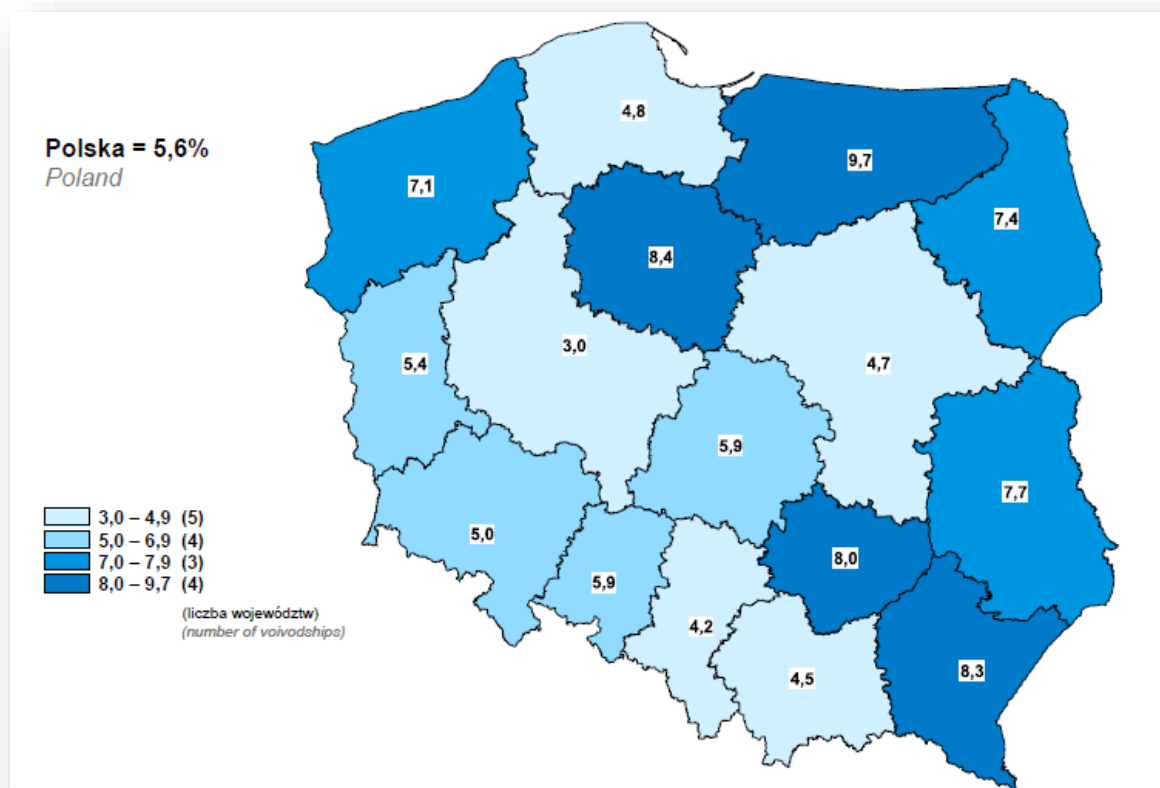 4,8
Polska = 5,6%
Poland
9,7
7,1
7,4
8,4
3,0
5,4
4,7
5,9
7,7
3,0 – 4,9 (5)
5,0 – 6,9 (4)
7,0 – 7,9 (3)
8,0 – 9,7 (4)
5,0
8,0
5,9
(liczba województw)
(number of voivodships)
4,2
4,5
8,3